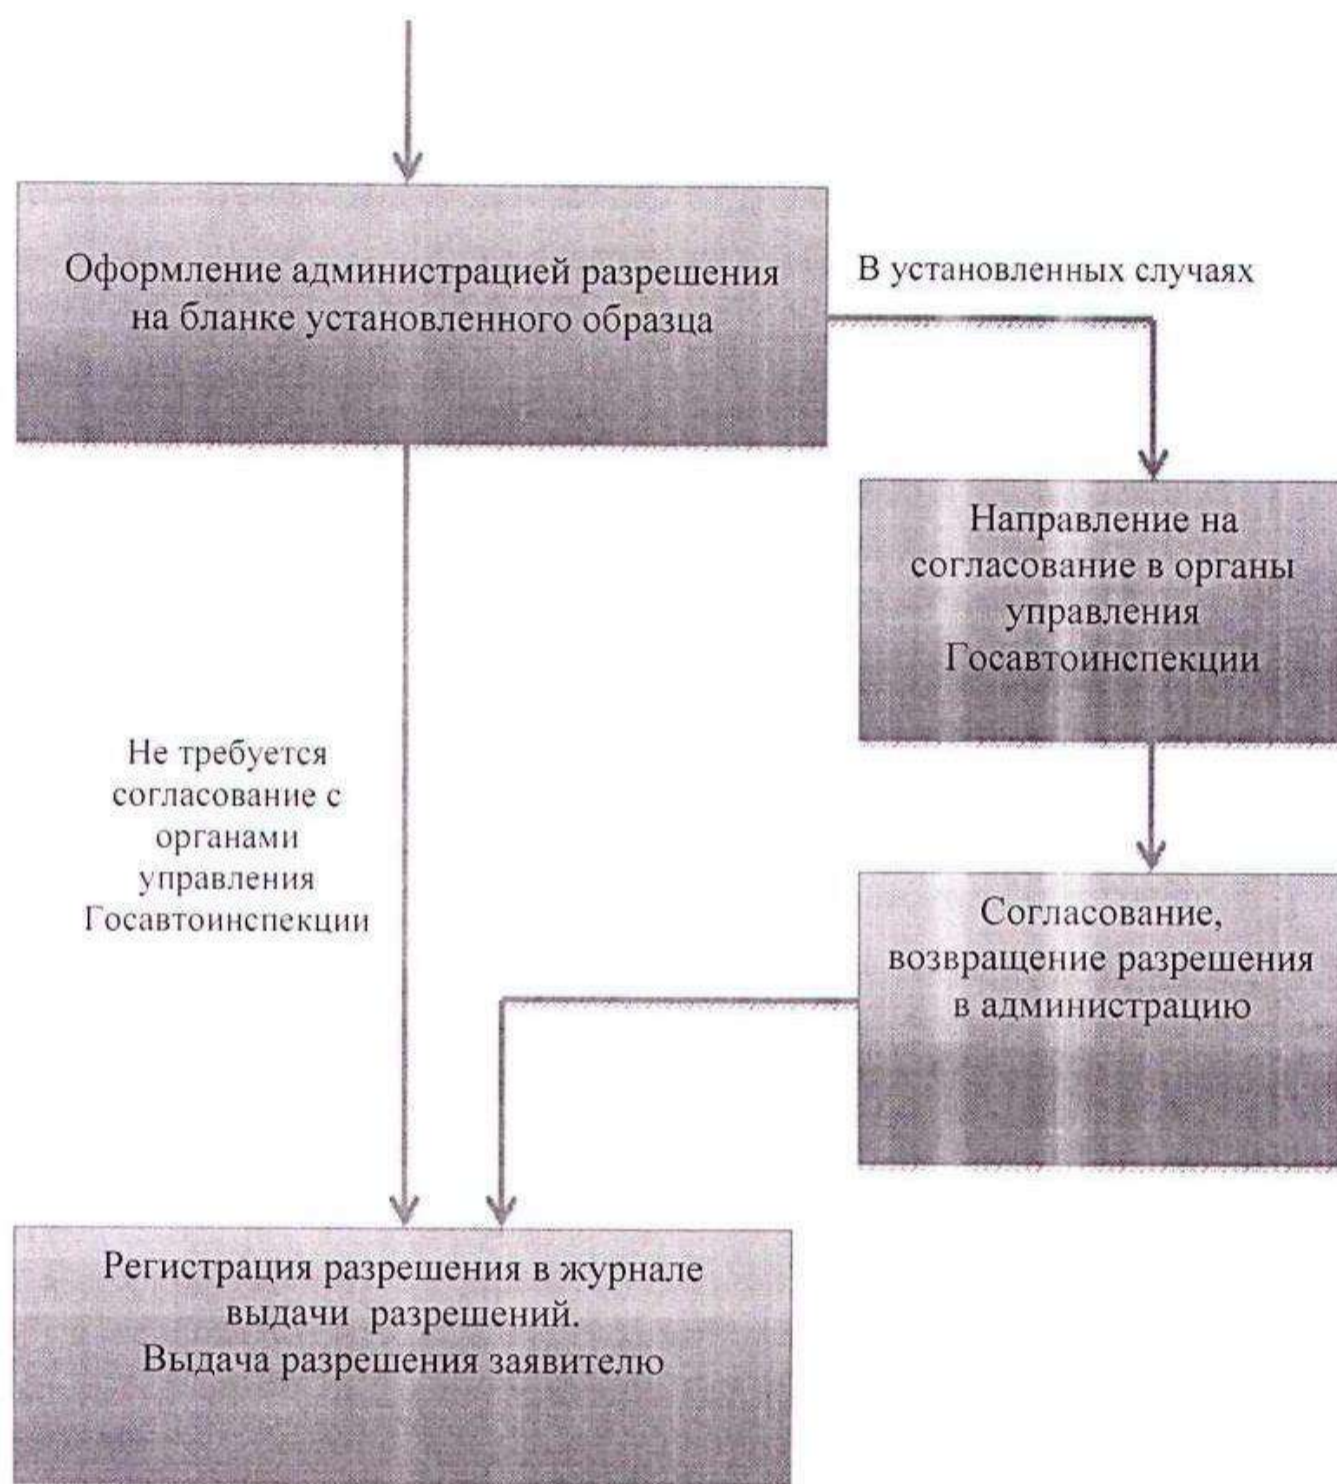 Оформление администрацией разрешения
на бланке установленного образца
В установленных случаях
Направление на
согласование в органы
управления
Госавтоинспекции
Не требуется
согласование с
органами
управления
Госавтоинспекции
Согласование,
возвращение разрешения
в администрацию
Регистрация разрешения в журнале
выдачи разрешений.
Выдача разрешения заявителю